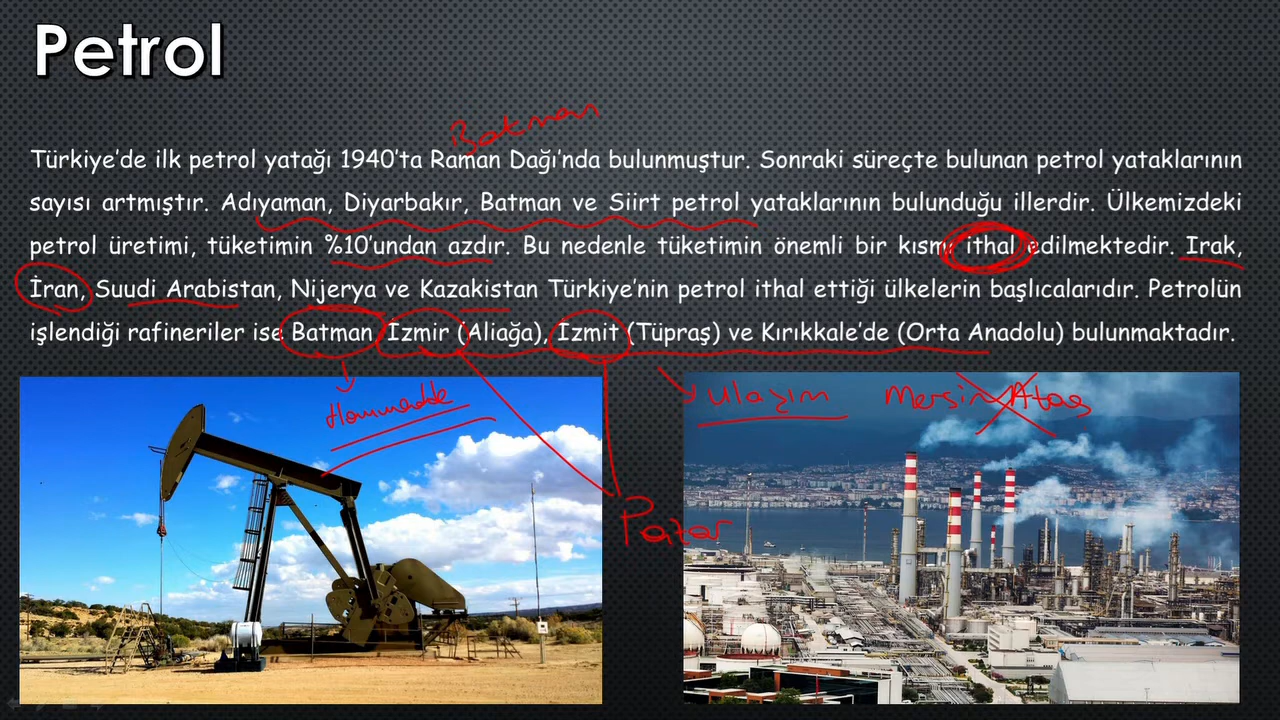 Petrol
Batman
Türkiye'de ilk petrol yatağı 1940'ta Raman Dağı'nda bulunmuştur. Sonraki süreçte bulunan petrol yataklarının
sayısı artmıştır. Adıyaman, Diyarbakır, Batman ve Siirt petrol yataklarının bulunduğu illerdir. Ülkemizdeki
petrol üretimi, tüketimin %10'undan azdır. Bu nedenle tüketimin önemli bir kısmı ithal edilmektedir. Irak,
İran, Suudi Arabistan, Nijerya ve Kazakistan Türkiye'nin petrol ithal ettiği ülkelerin başlıcalarıdır. Petrolün
işlendiği rafineriler ise Batman İzmir (Aliağa), İzmit (Tüpraş) ve Kırıkkale'de (Orta Anadolu) bulunmaktadır.
Hammadde
Ulaşım
Mersin Ataş
Pazar